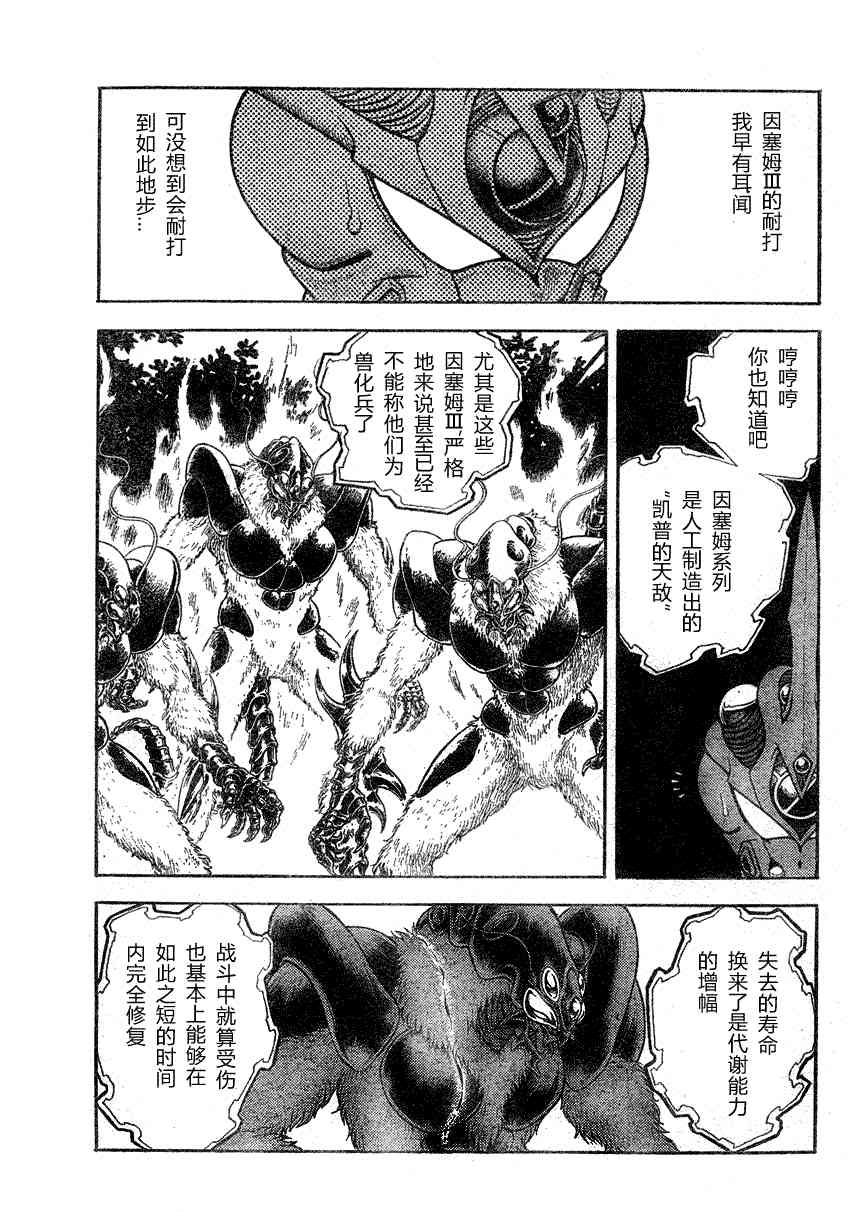 因塞姆Ⅲ的耐打
我早有耳闻
可没想到会耐打
到如此地步…
哼哼哼
你也知道吧
因塞姆系列
是人工制造出的
“凯普的天敌”
尤其是这些
因塞姆Ⅲ,严格
地来说甚至已经
不能称他们为
兽化兵了
失去的寿命
换来了是代谢能力
的增幅
战斗中就算受伤
也基本上能够在
如此之短的时间
内完全修复